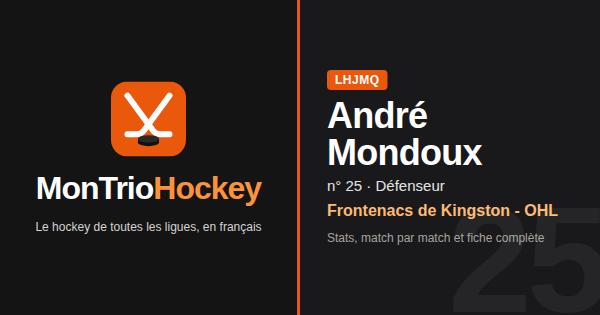 MonTrioHockey
Le hockey de toutes les ligues, en français
LHJMQ
André
Mondoux
n° 25 · Défenseur
Frontenacs de Kingston - OHL
Stats, match par match et fiche complète
25